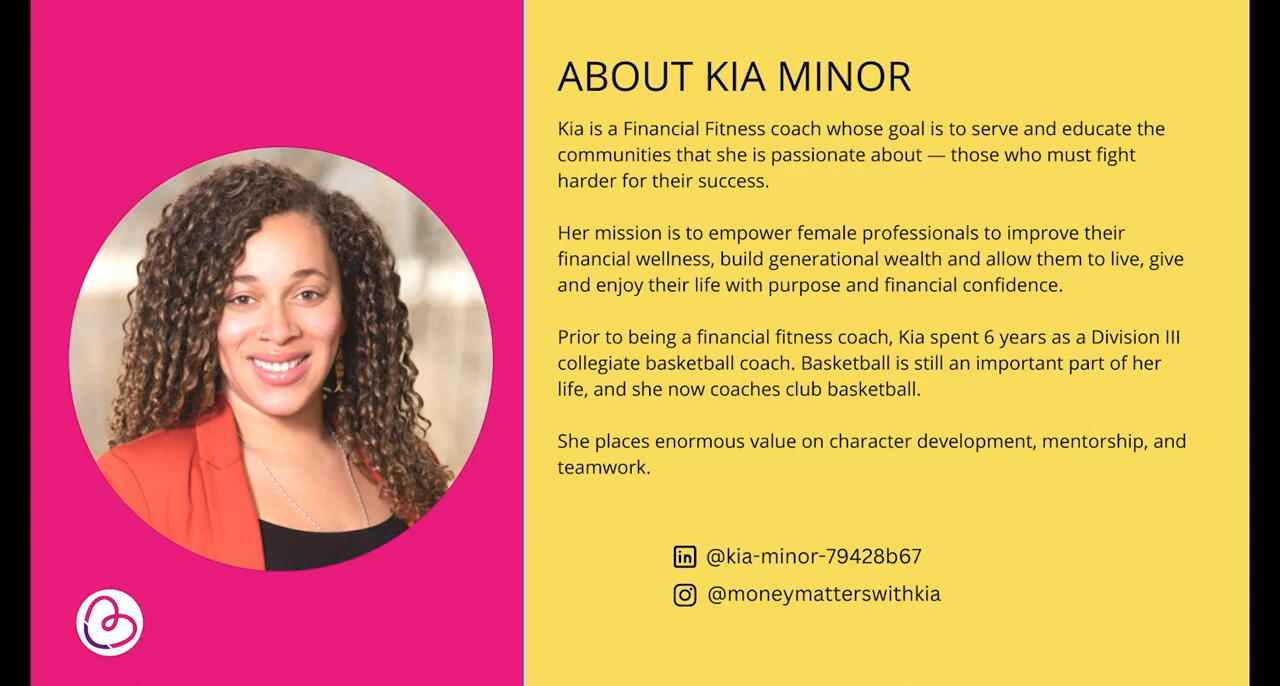 ABOUT KIA MINOR
Kia is a Financial Fitness coach whose goal is to serve and educate the
communities that she is passionate about — those who must fight
harder for their success.
Her mission is to empower female professionals to improve their
financial wellness, build generational wealth and allow them to live, give
and enjoy their life with purpose and financial confidence.
Prior to being a financial fitness coach, Kia spent 6 years as a Division III
collegiate basketball coach. Basketball is still an important part of her
life, and she now coaches club basketball.
She places enormous value on character development, mentorship, and
teamwork.
in @kia-minor-79428b67
@moneymatterswithkia